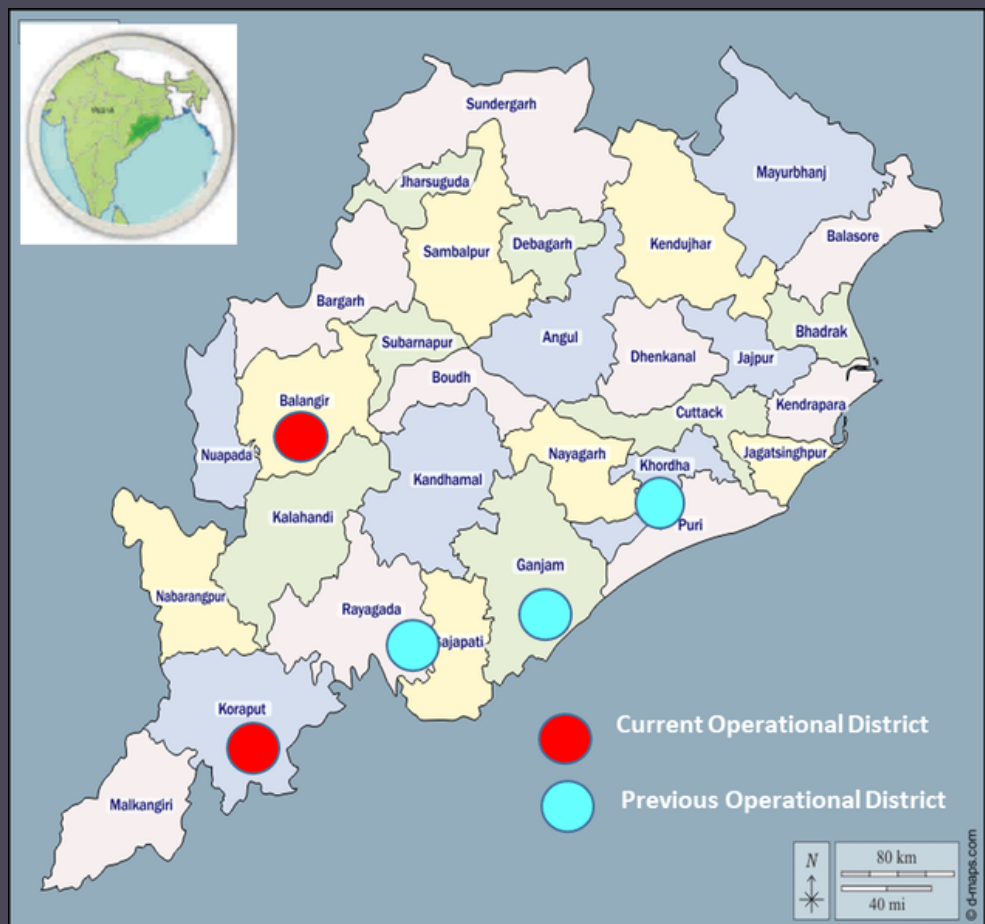 Sundergarh
Mayurbhanj
Jharsuguda
Balasore
Debagarh
Kendujhar
Sambalpur
Bargarh
Bhadrak
Angul
Subarnapur
Dhenkanal
Jajpur
Boudh
Balangir
Kendrapara
Cuttack
Nuapada
Nayagarh
Jagatsinghpur
Khordha
Kandhamal
Kalahandi
Puri
Ganjam
Nabarangpur
Rayagada
ajapati
Koraput
Current Operational District
Malkangiri
Previous Operational District
N
80 km
40 mi
© d-maps.com